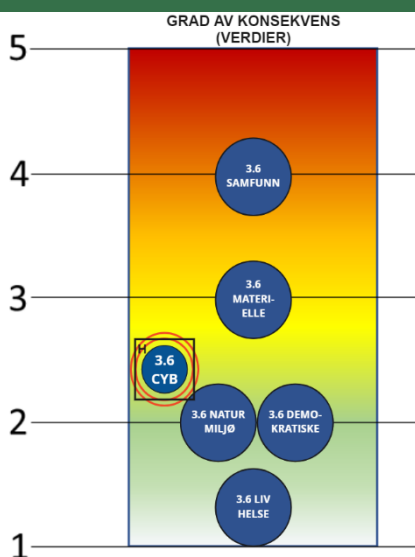 GRAD AV KONSEKVENS
(VERDIER)
5
4
3.6
SAMFUNN
3
3.6
MATERI-
ELLE
H
3.6
CYB
2
3.6 NATUR
MILJØ
3.6 DEMO-
KRATISKE
3.6 LIV
HELSE
1